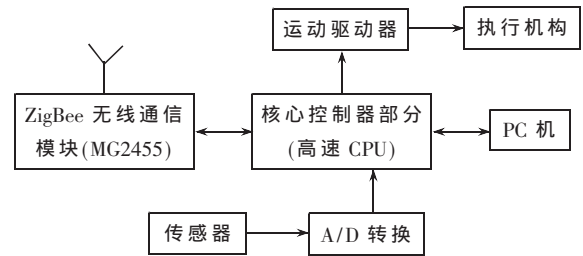 运动驱动器
执行机构
ZigBee 无线通信
模块(MG2455)
核心控制器部分
(高速 CPU)
PC 机
传感器
A/D 转换